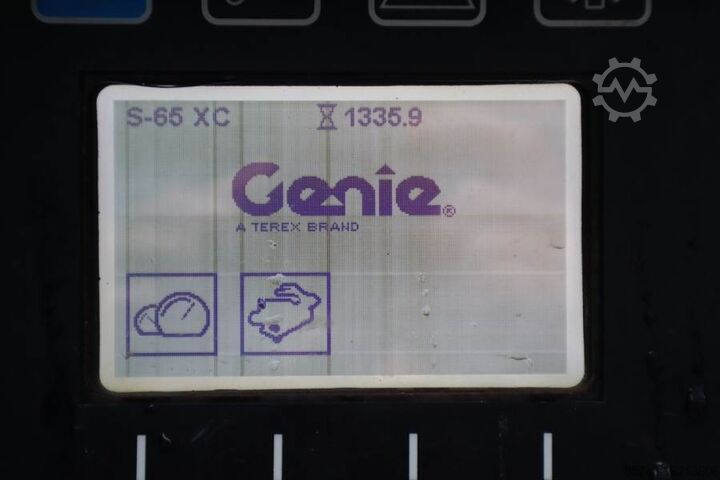 S-65 XC 1335.9
Genie®
A TEREX BRAND